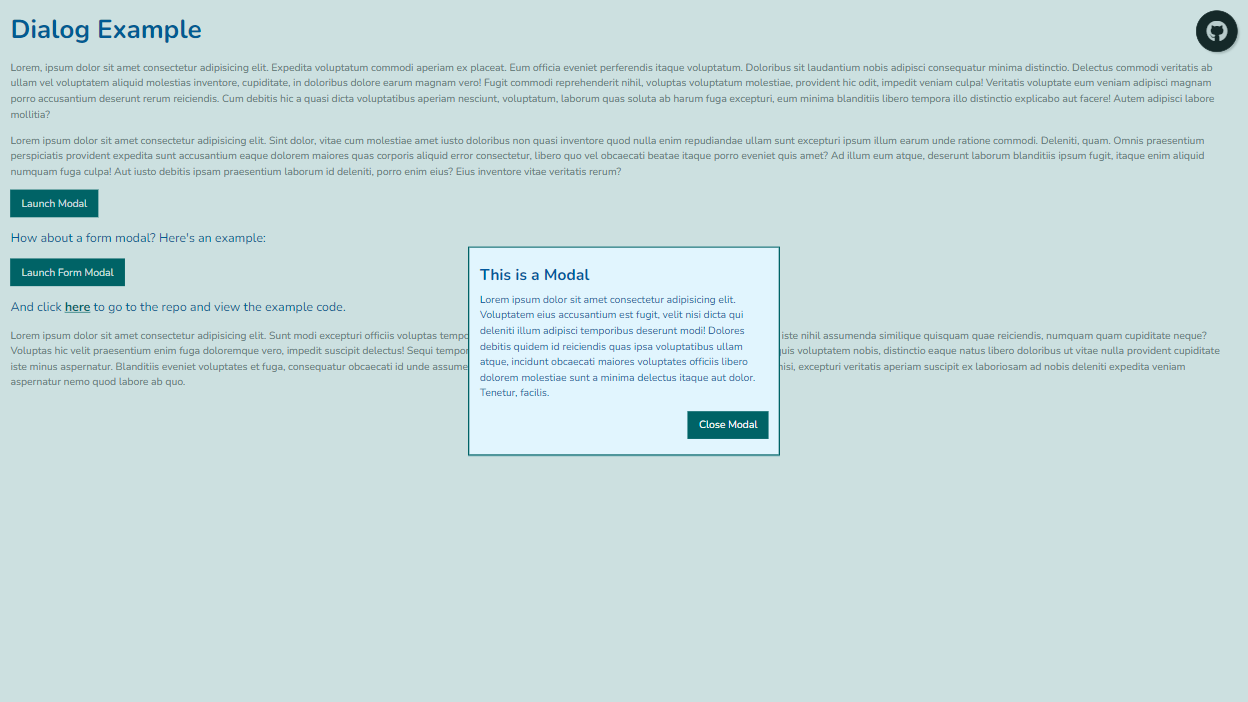 Dialog Example
Lorem, ipsum dolor sit amet consectetur adipisicing elit. Expedita voluptatum commodi aperiam ex placeat. Eum officia eveniet perferendis itaque voluptatum. Doloribus sit laudantium nobis adipisci consequatur minima distinctio. Delectus commodi veritatis ab
ullam vel voluptatem aliquid molestias inventore, cupiditate, in doloribus dolore earum magnam vero! Fugit commodi reprehenderit nihil, voluptas voluptatum molestiae, provident hic odit, impedit veniam culpa! Veritatis voluptate eum veniam adipisci magnam
porro accusantium deserunt rerum reiciendis. Cum debitis hic a quasi dicta voluptatibus aperiam nesciunt, voluptatum, laborum quas soluta ab harum fuga excepturi, eum minima blanditiis libero tempora illo distinctio explicabo aut facere! Autem adipisci labore
mollitia?
Lorem ipsum dolor sit amet consectetur adipisicing elit. Sint dolor, vitae cum molestiae amet iusto doloribus non quasi inventore quod nulla enim repudiandae ullam sunt excepturi ipsum illum earum unde ratione commodi. Deleniti, quam. Omnis praesentium
perspiciatis provident expedita sunt accusantium eaque dolorem maiores quas corporis aliquid error consectetur, libero quo vel obcaecati beatae itaque porro eveniet quis amet? Ad illum eum atque, deserunt laborum blanditiis ipsum fugit, itaque enim aliquid
numquam fuga culpa! Aut iusto debitis ipsam praesentium laborum id deleniti, porro enim eius? Eius inventore vitae veritatis rerum?
Launch Modal
How about a form modal? Here's an example:
Launch Form Modal
And click here to go to the repo and view the example code.
Lorem ipsum dolor sit amet consectetur adipisicing elit. Sunt modi excepturi officiis voluptas iste nihil assumenda similique quisquam quae reiciendis, numquam quam cupiditate neque?
Voluptas hic velit praesentium enim fuga doloremque vero, impedit suscipit delectus! Sequi voluptatem nobis, distinctio eaque natus libero doloribus ut vitae nulla provident cupiditate
iste minus aspernatur. Blanditiis eveniet voluptates et fuga, consequatur obcaecati id unde excepturi veritatis aperiam suscipit ex laboriosam ad nobis deleniti expedita veniam
aspernatur nemo quod labore ab quo.
This is a Modal
Lorem ipsum dolor sit amet consectetur adipisicing elit.
Voluptatem eius accusantium est fugit, velit nisi dicta qui
deleniti illum adipisci temporibus deserunt modi! Dolores
debitis quidem id reiciendis quas ipsa voluptatibus ullam
atque, incidunt obcaecati maiores voluptates officiis libero
dolorem molestiae sunt a minima delectus itaque aut dolor.
Tenetur, facilis.
Close Modal